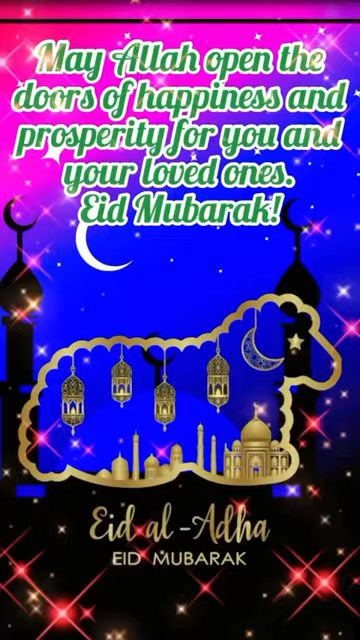 May Allah open the
doors of happiness and
prosperity for you and
your loved ones.
Eid Mubarak!
Eid al-Adha
EID MUBARAK